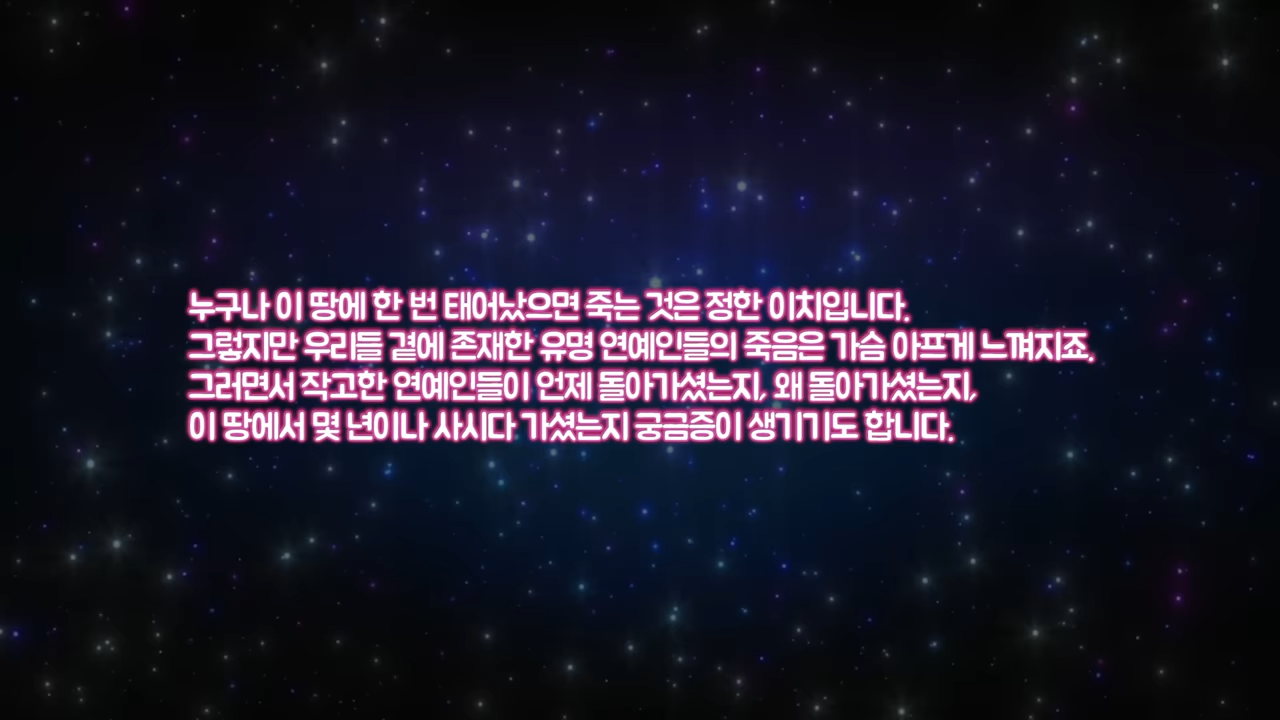 누구나 이 땅에 한 번 태어났으면 죽는 것은 정한 이치입니다.
그렇지만 우리들 곁에 존재한 유명 연예인들의 죽음은 가슴 아프게 느껴지죠.
그러면서 작고한 연예인들이 언제 돌아가셨는지, 왜 돌아가셨는지,
이 땅에서 몇 년이나 사시다 가셨는지 궁금증이 생기기도 합니다.